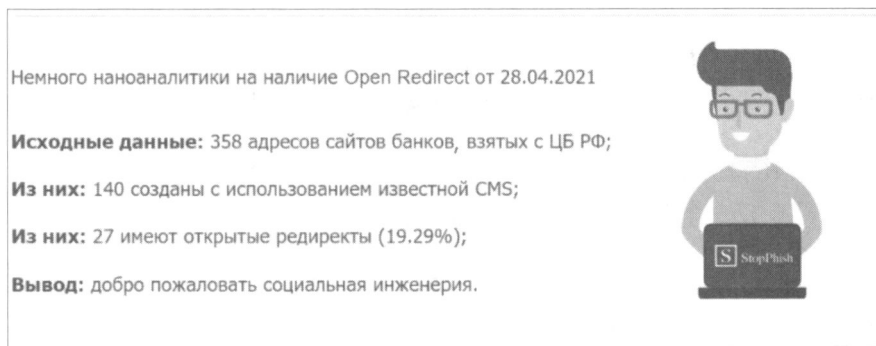 Немного наноаналитики на наличие Open Redirect от 28.04.2021
Исходные данные: 358 адресов сайтов банков, взятых с ЦБ РФ;
Из них: 140 созданы с использованием известной CMS;
Из них: 27 имеют открытые редиректы (19.29%);
Вывод: добро пожаловать социальная инженерия.
S StopPhish